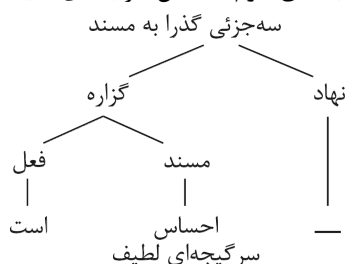 سه‌جزئی گذرا به مسند
نهاد گزاره
مسند فعل
— احساس است
سرگیجه‌ای لطیف